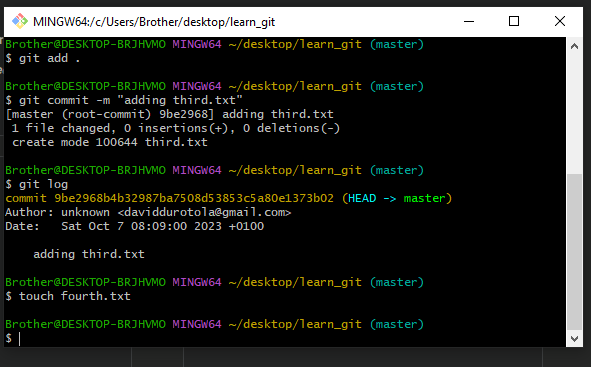 MINGW64:/c/Users/Brother/desktop/learn_git
Brother@DESKTOP-BRJHVMO MINGW64 ~/desktop/learn_git (master)
$ git add .
Brother@DESKTOP-BRJHVMO MINGW64 ~/desktop/learn_git (master)
$ git commit -m "adding third.txt"
[master (root-commit) 9be2968] adding third.txt
 1 file changed, 0 insertions(+), 0 deletions(-)
 create mode 100644 third.txt
Brother@DESKTOP-BRJHVMO MINGW64 ~/desktop/learn_git (master)
$ git log
commit 9be2968b4b32987ba7508d53853c5a80e1373b02 (HEAD -> master)
Author: unknown <daviddurotola@gmail.com>
Date:   Sat Oct 7 08:09:00 2023 +0100
    adding third.txt
Brother@DESKTOP-BRJHVMO MINGW64 ~/desktop/learn_git (master)
$ touch fourth.txt
Brother@DESKTOP-BRJHVMO MINGW64 ~/desktop/learn_git (master)
$